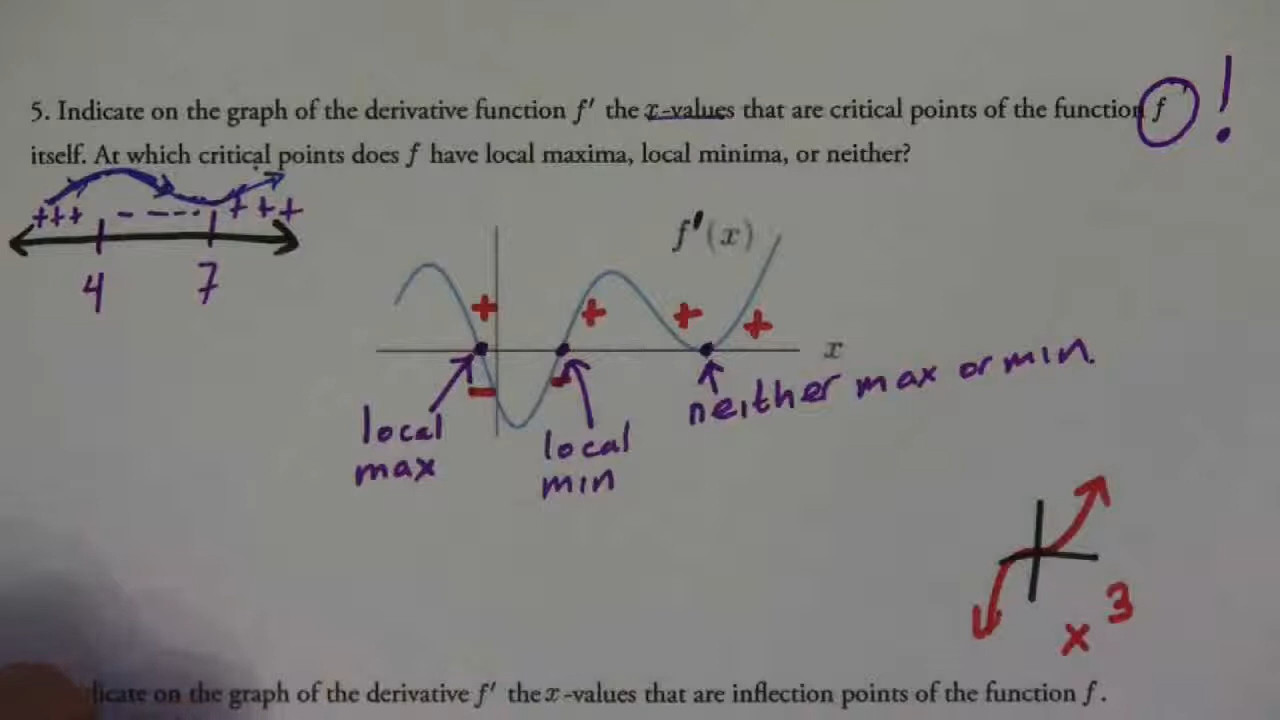 5. Indicate on the graph of the derivative function f′ the x-values that are critical points of the function f !
itself. At which critical points does f have local maxima, local minima, or neither?
+++ - - - - + + +
4 7
f'(x)
+ + + +
x
- -
local max
local min
neither max or min.
x³
dicate on the graph of the derivative f′ the x-values that are inflection points of the function f.